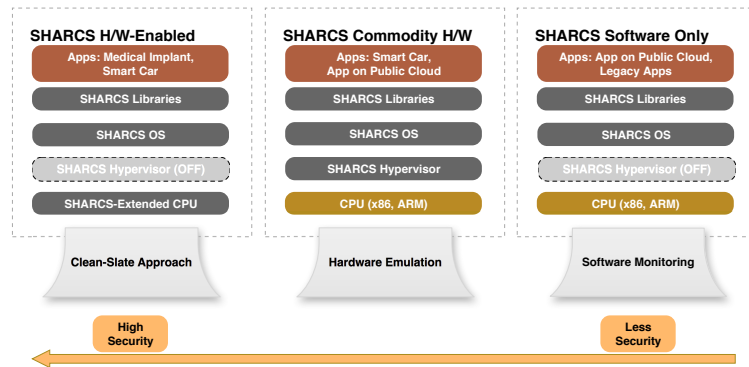 SHARCS H/W-Enabled
Apps: Medical Implant,
Smart Car
SHARCS Libraries
SHARCS OS
SHARCS Hypervisor (OFF)
SHARCS-Extended CPU
Clean-Slate Approach
SHARCS Commodity H/W
Apps: Smart Car,
App on Public Cloud
SHARCS Libraries
SHARCS OS
SHARCS Hypervisor
CPU (x86, ARM)
Hardware Emulation
SHARCS Software Only
Apps: App on Public Cloud,
Legacy Apps
SHARCS Libraries
SHARCS OS
SHARCS Hypervisor (OFF)
CPU (x86, ARM)
Software Monitoring
High
Security
Less
Security